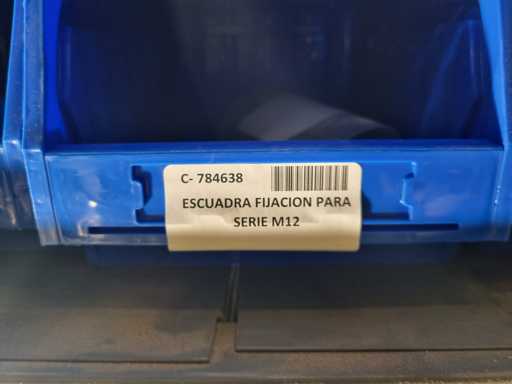 C- 784638
ESCUADRA FIJACION PARA
SERIE M12